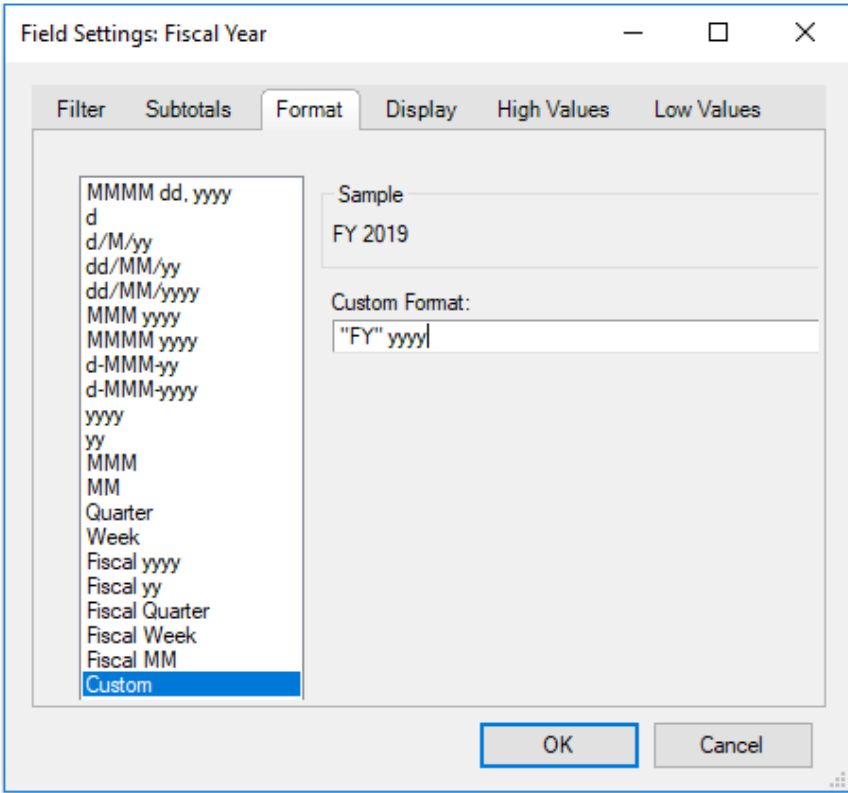 Field Settings: Fiscal Year
Filter Subtotals Format Display High Values Low Values
MMMM dd, yyyy
d
d/M/yy
dd/MM/yy
dd/MM/yyyy
MMM yyyy
MMMM yyyy
d-MMM-yy
d-MMM-yyyy
yyyy
yy
MMM
MM
Quarter
Week
Fiscal yyyy
Fiscal yy
Fiscal Quarter
Fiscal Week
Fiscal MM
Custom
Sample
FY 2019
Custom Format:
"FY" yyyy
OK Cancel